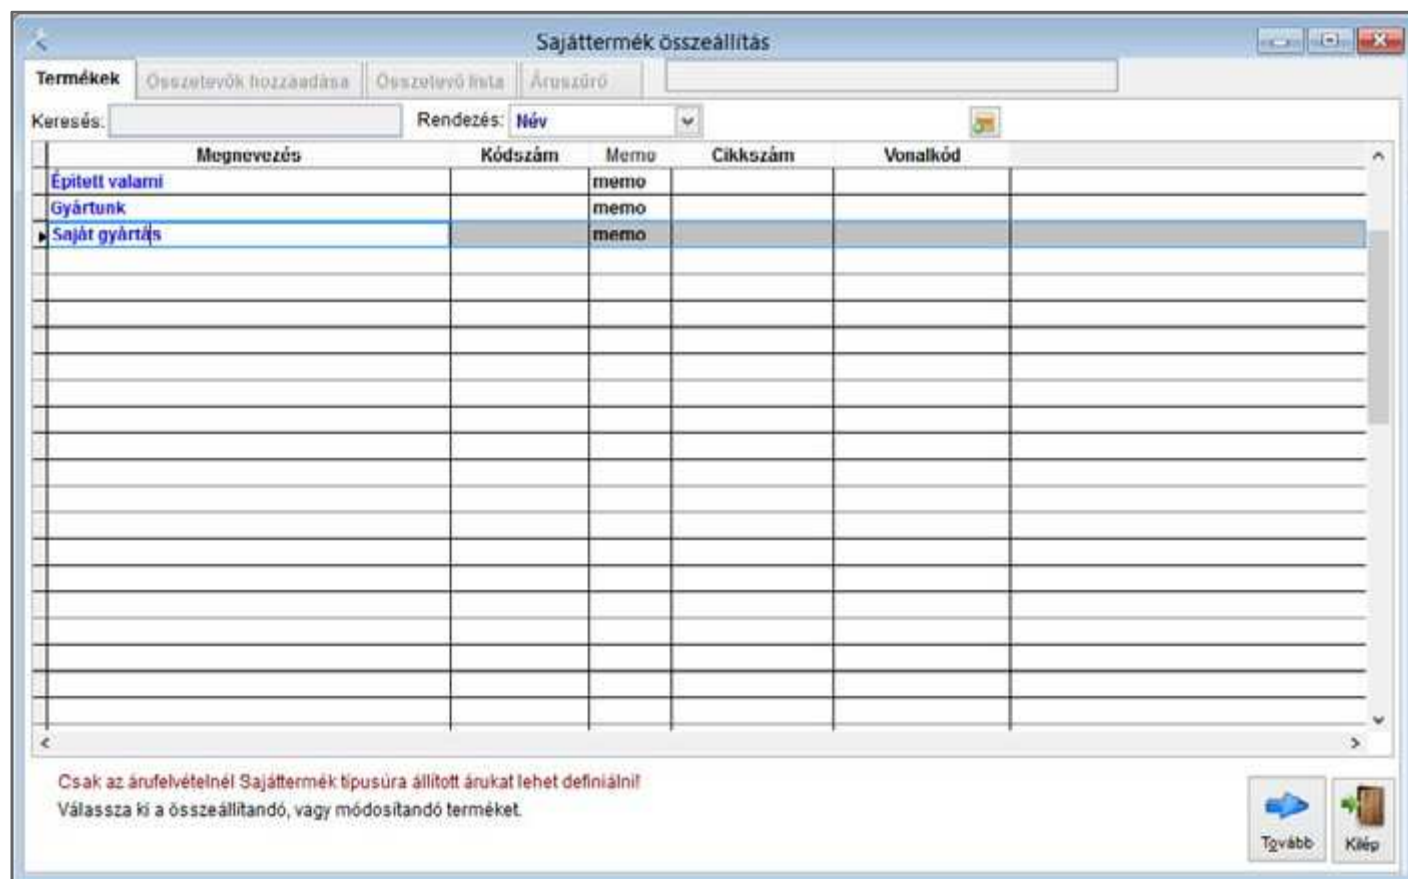 Sajáttermék összeállítás
Termékek Összetevők hozzáadása Összetevő lista Áruszűrő
Keresés: Rendezés: Név
Megnevezés Kódszám Memo Cikkszám Vonalkód
Épitett valami memo
Gyártunk memo
Saját gyártás memo
Csak az árufelvételnél Sajáttermék típusúra állított árukat lehet definiálni!
Válassza ki a összeállítandó, vagy módosítandó terméket.
Tovább Kilép